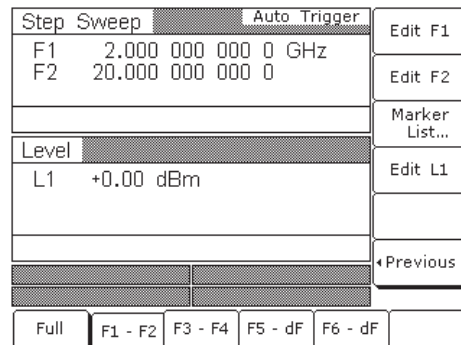 Step Sweep Auto Trigger
F1 2.000 000 000 0 GHz
F2 20.000 000 000 0
Level
L1 +0.00 dBm
Edit F1
Edit F2
Marker
List...
Edit L1
Previous
Full F1 - F2 F3 - F4 F5 - dF F6 - dF